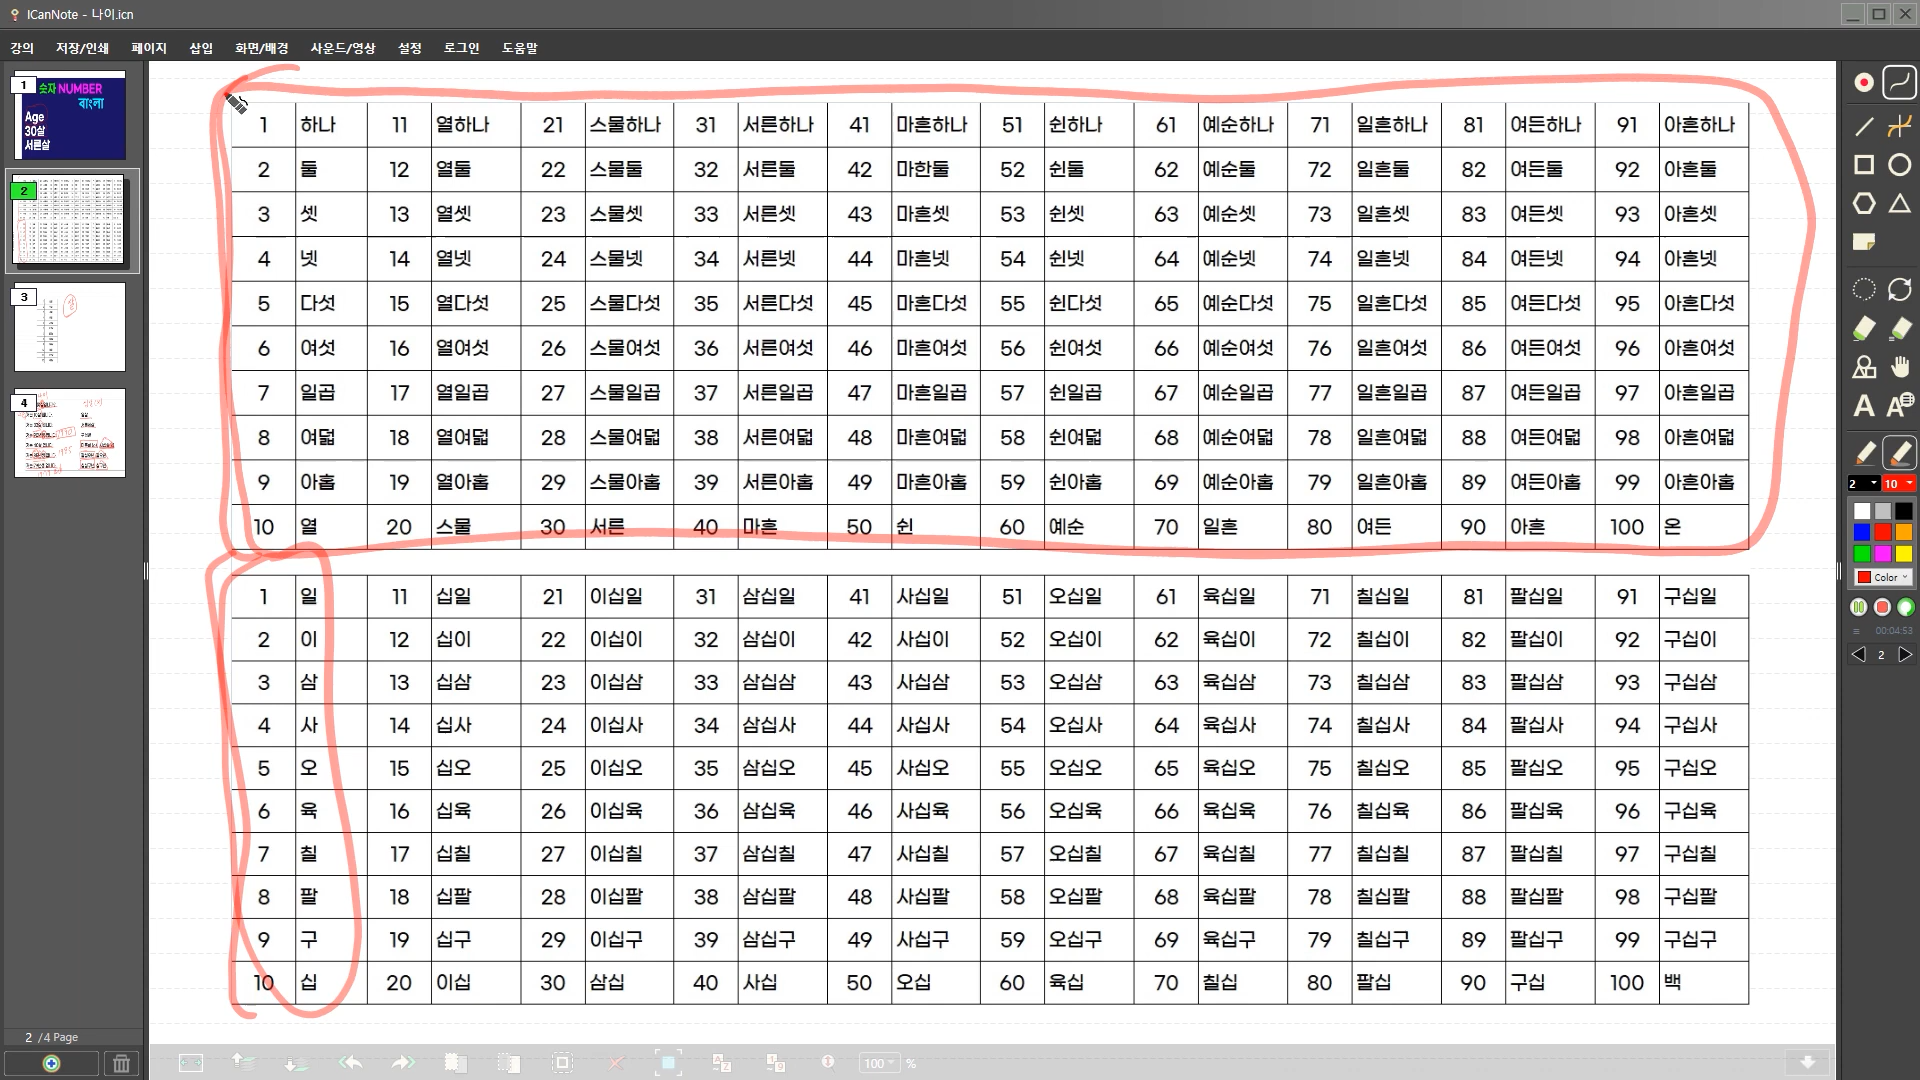 ICanNote - 나이.icn
강의 저장/인쇄 페이지 삽입 화면/배경 사운드/영상 설정 로그인 도움말
1
숫자 NUMBER
বাংলা
Age
30살
서른살
2
3
4
1 하나 11 열하나 21 스물하나 31 서른하나 41 마흔하나 51 쉰하나 61 예순하나 71 일흔하나 81 여든하나 91 아흔하나
2 둘 12 열둘 22 스물둘 32 서른둘 42 마한둘 52 쉰둘 62 예순둘 72 일흔둘 82 여든둘 92 아흔둘
3 셋 13 열셋 23 스물셋 33 서른셋 43 마흔셋 53 쉰셋 63 예순셋 73 일흔셋 83 여든셋 93 아흔셋
4 넷 14 열넷 24 스물넷 34 서른넷 44 마흔넷 54 쉰넷 64 예순넷 74 일흔넷 84 여든넷 94 아흔넷
5 다섯 15 열다섯 25 스물다섯 35 서른다섯 45 마흔다섯 55 쉰다섯 65 예순다섯 75 일흔다섯 85 여든다섯 95 아흔다섯
6 여섯 16 열여섯 26 스물여섯 36 서른여섯 46 마흔여섯 56 쉰여섯 66 예순여섯 76 일흔여섯 86 여든여섯 96 아흔여섯
7 일곱 17 열일곱 27 스물일곱 37 서른일곱 47 마흔일곱 57 쉰일곱 67 예순일곱 77 일흔일곱 87 여든일곱 97 아흔일곱
8 여덟 18 열여덟 28 스물여덟 38 서른여덟 48 마흔여덟 58 쉰여덟 68 예순여덟 78 일흔여덟 88 여든여덟 98 아흔여덟
9 아홉 19 열아홉 29 스물아홉 39 서른아홉 49 마흔아홉 59 쉰아홉 69 예순아홉 79 일흔아홉 89 여든아홉 99 아흔아홉
10 열 20 스물 30 서른 40 마흔 50 쉰 60 예순 70 일흔 80 여든 90 아흔 100 온
1 일 11 십일 21 이십일 31 삼십일 41 사십일 51 오십일 61 육십일 71 칠십일 81 팔십일 91 구십일
2 이 12 십이 22 이십이 32 삼십이 42 사십이 52 오십이 62 육십이 72 칠십이 82 팔십이 92 구십이
3 삼 13 십삼 23 이십삼 33 삼십삼 43 사십삼 53 오십삼 63 육십삼 73 칠십삼 83 팔십삼 93 구십삼
4 사 14 십사 24 이십사 34 삼십사 44 사십사 54 오십사 64 육십사 74 칠십사 84 팔십사 94 구십사
5 오 15 십오 25 이십오 35 삼십오 45 사십오 55 오십오 65 육십오 75 칠십오 85 팔십오 95 구십오
6 육 16 십육 26 이십육 36 삼십육 46 사십육 56 오십육 66 육십육 76 칠십육 86 팔십육 96 구십육
7 칠 17 십칠 27 이십칠 37 삼십칠 47 사십칠 57 오십칠 67 육십칠 77 칠십칠 87 팔십칠 97 구십칠
8 팔 18 십팔 28 이십팔 38 삼십팔 48 사십팔 58 오십팔 68 육십팔 78 칠십팔 88 팔십팔 98 구십팔
9 구 19 십구 29 이십구 39 삼십구 49 사십구 59 오십구 69 육십구 79 칠십구 89 팔십구 99 구십구
10 십 20 이십 30 삼십 40 사십 50 오십 60 육십 70 칠십 80 팔십 90 구십 100 백
2 10
Color
00:04:53
2
2 /4 Page
100 %